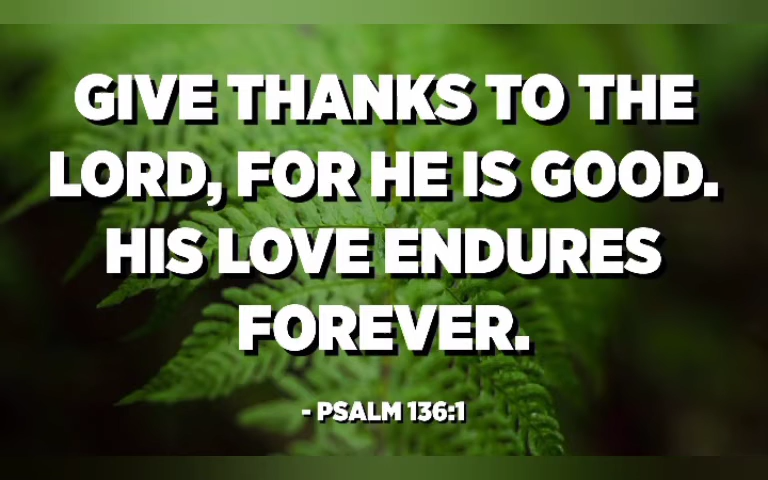 GIVE THANKS TO THE
LORD, FOR HE IS GOOD.
HIS LOVE ENDURES
FOREVER.
- PSALM 136:1